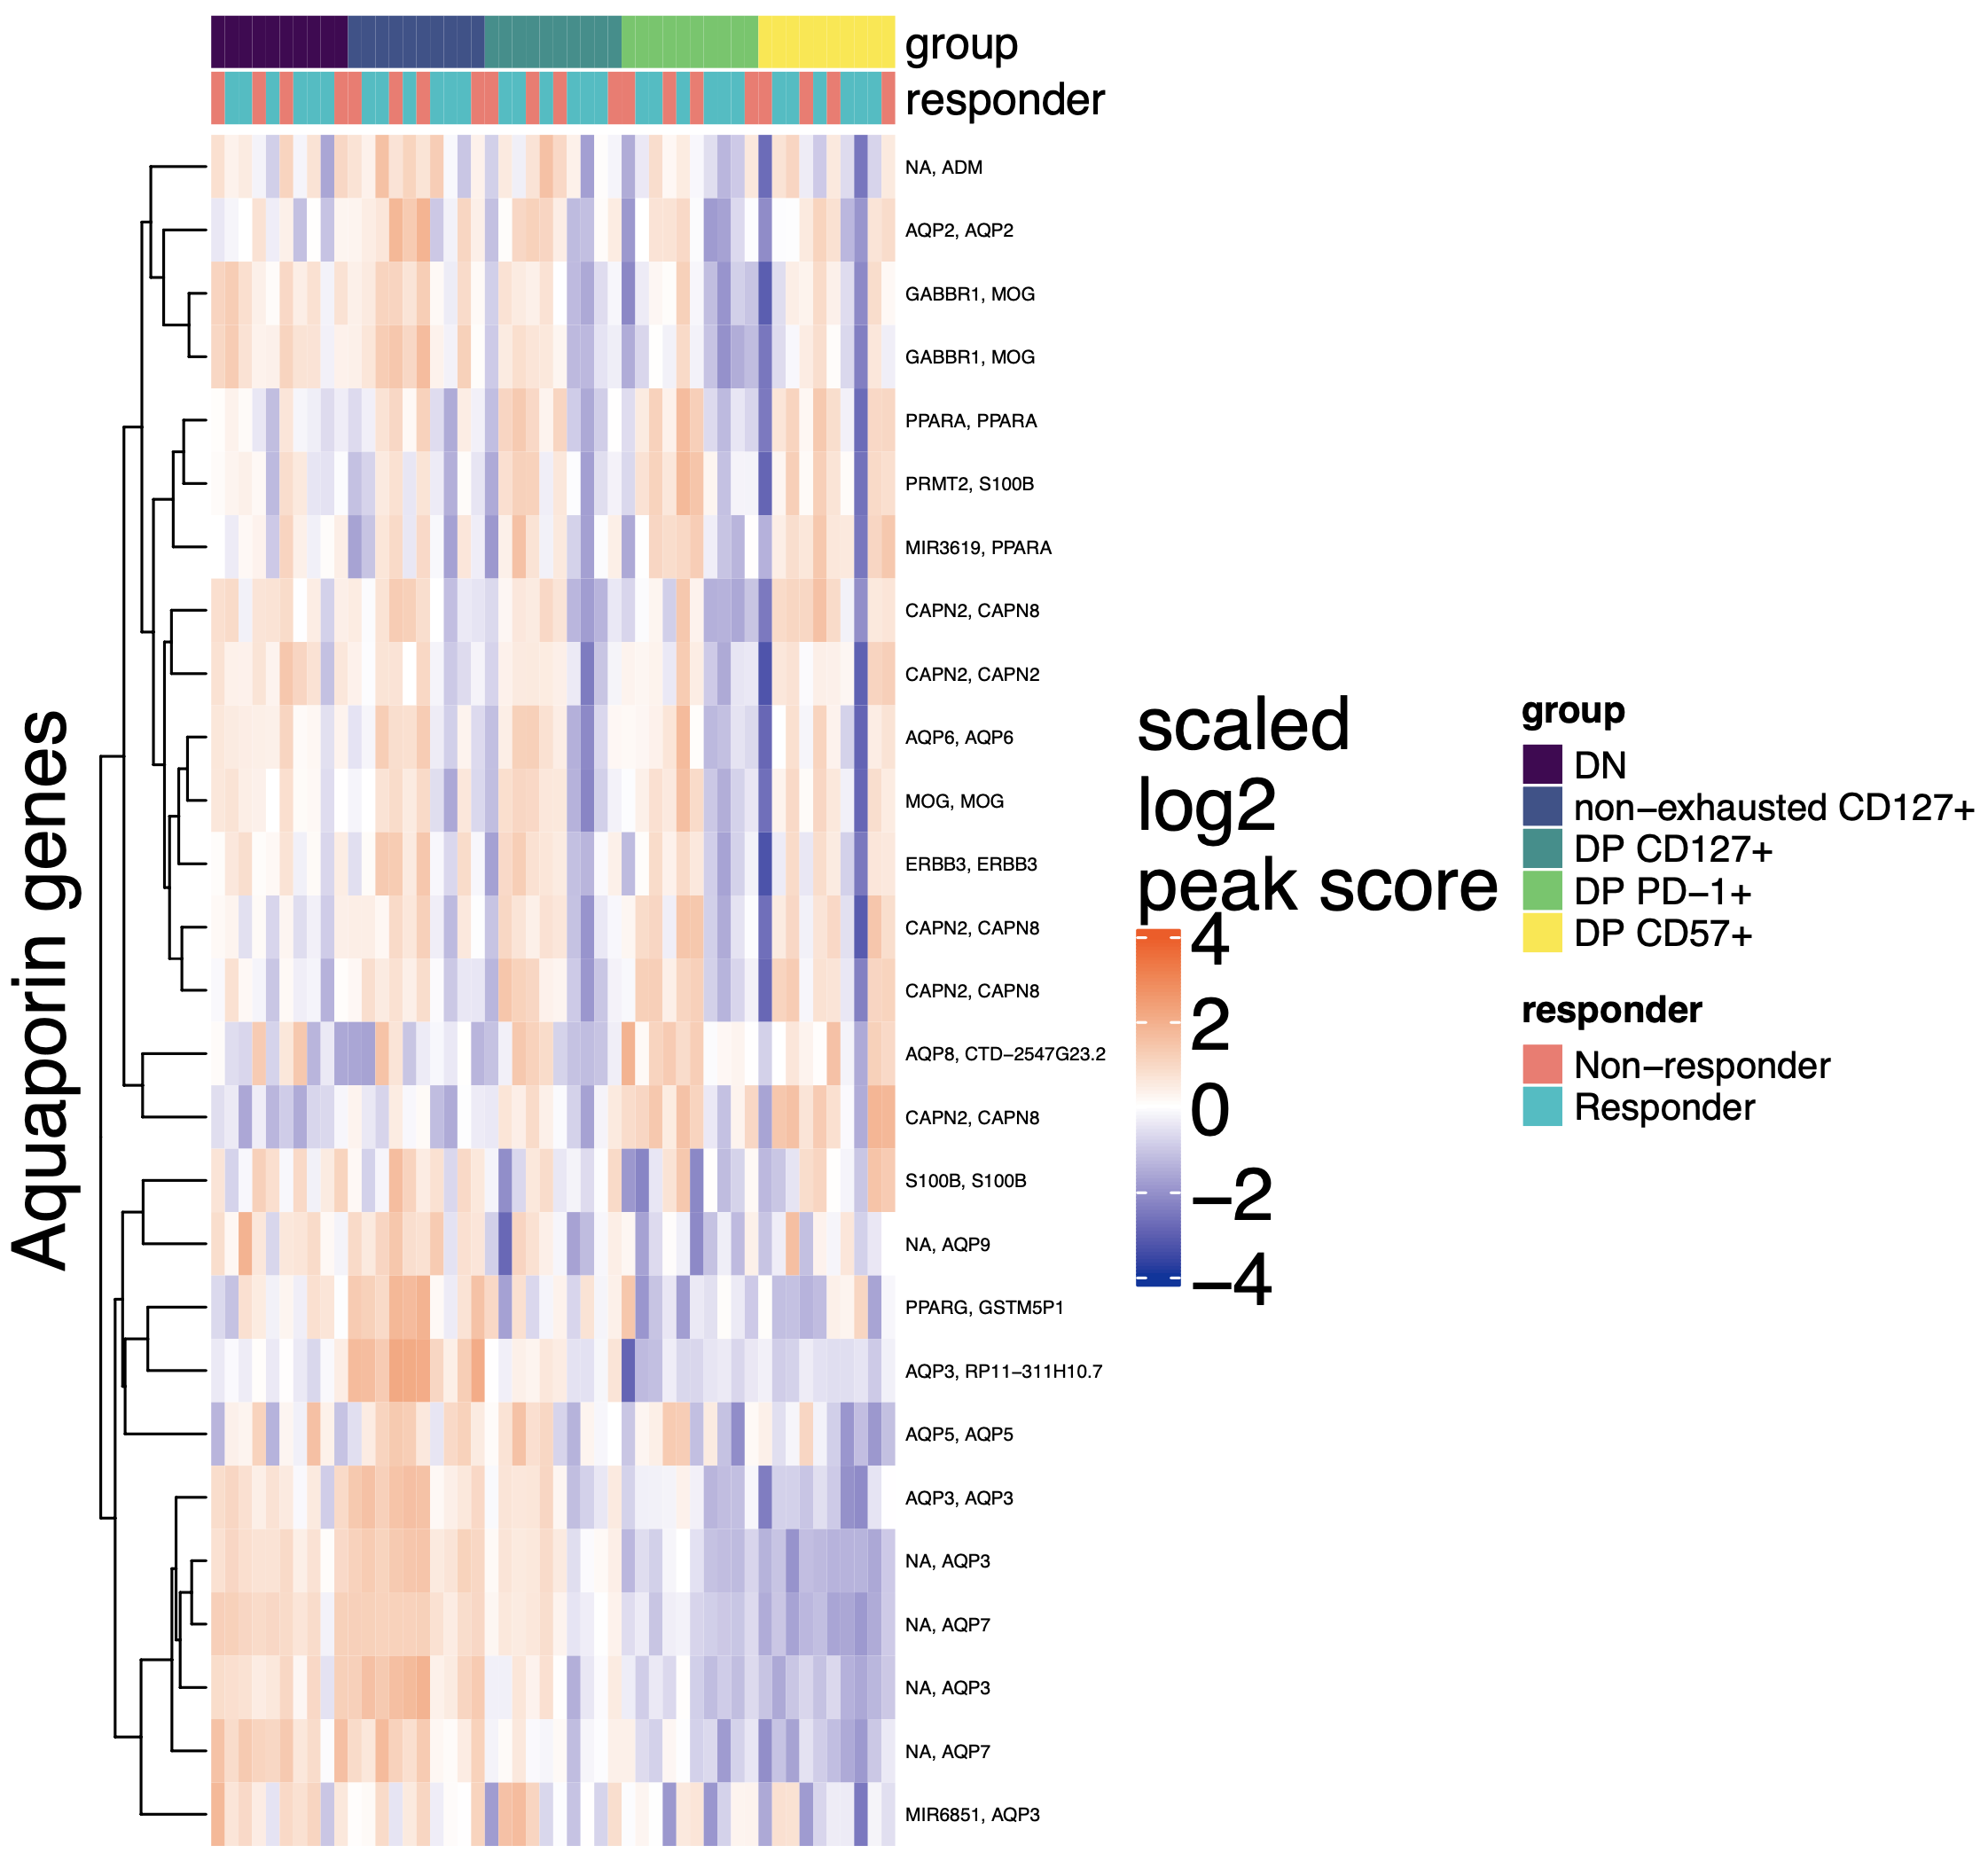 group
responder
NA, ADM
AQP2, AQP2
GABBR1, MOG
GABBR1, MOG
PPARA, PPARA
PRMT2, S100B
MIR3619, PPARA
CAPN2, CAPN8
CAPN2, CAPN2
AQP6, AQP6
MOG, MOG
ERBB3, ERBB3
CAPN2, CAPN8
CAPN2, CAPN8
AQP8, CTD−2547G23.2
CAPN2, CAPN8
S100B, S100B
NA, AQP9
PPARG, GSTM5P1
AQP3, RP11−311H10.7
AQP5, AQP5
AQP3, AQP3
NA, AQP3
NA, AQP7
NA, AQP3
NA, AQP7
MIR6851, AQP3
Aquaporin genes
scaled
log2
peak score
4
2
0
−2
−4
group
DN
non−exhausted CD127+
DP CD127+
DP PD−1+
DP CD57+
responder
Non−responder
Responder